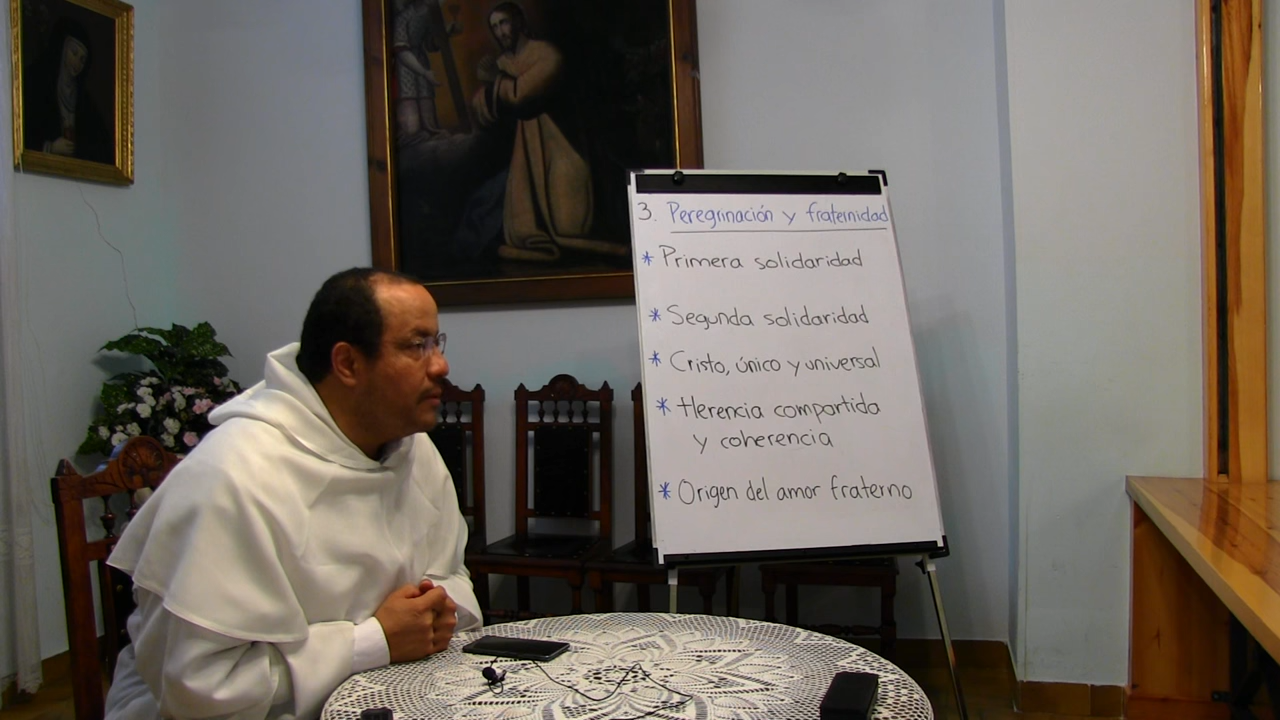 3. Peregrinación y fraternidad
* Primera solidaridad
* Segunda solidaridad
* Cristo, único y universal
* Herencia compartida
y coherencia
* Origen del amor fraterno